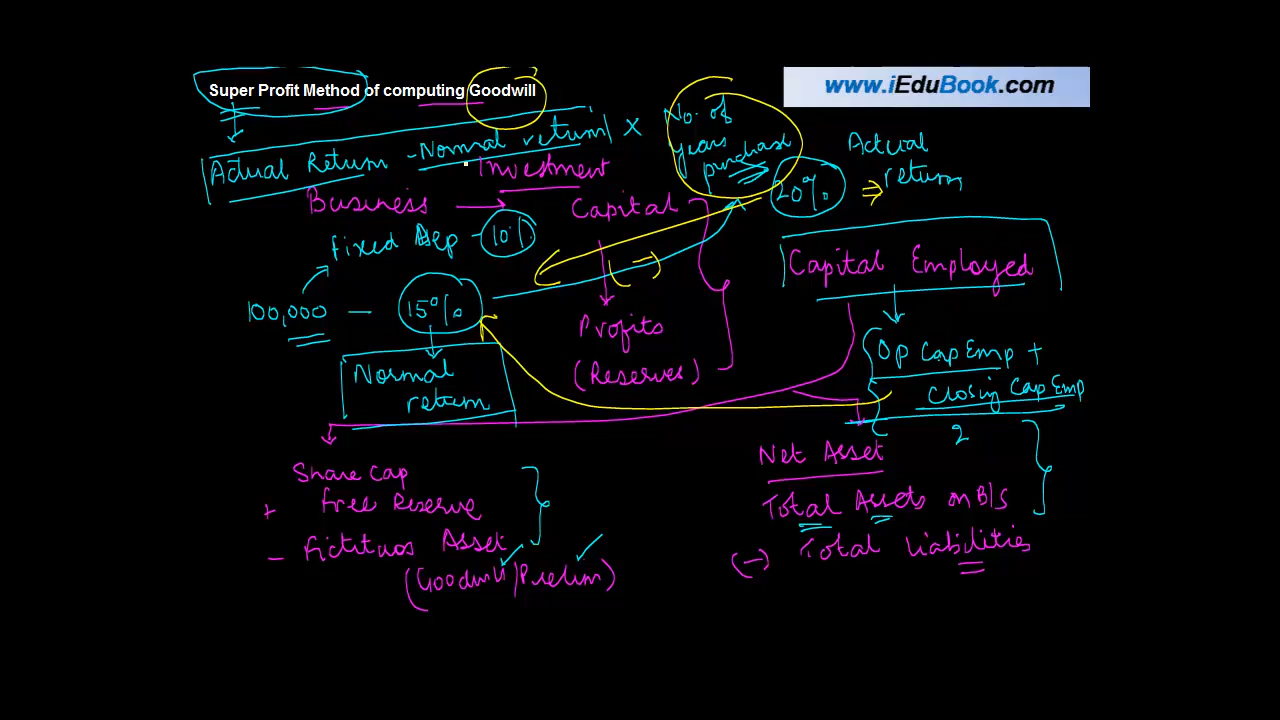 www.iEduBook.com
Super Profit Method of computing Goodwill
Actual Return - Normal return X No. of years purchase
Investment
Business Capital
20% ⇒ Actual return
Fixed Dep - 10%
(-)
Capital Employed
100,000 — 15%
Profits
(Reserves)
Normal return
Op Cap Emp +
Closing Cap Emp
2
Share Cap
+ free Reserve
- Fictituos Asset
(Goodwill/Prelim)
Net Asset
Total Assets on B/S
(-) Total liabilities